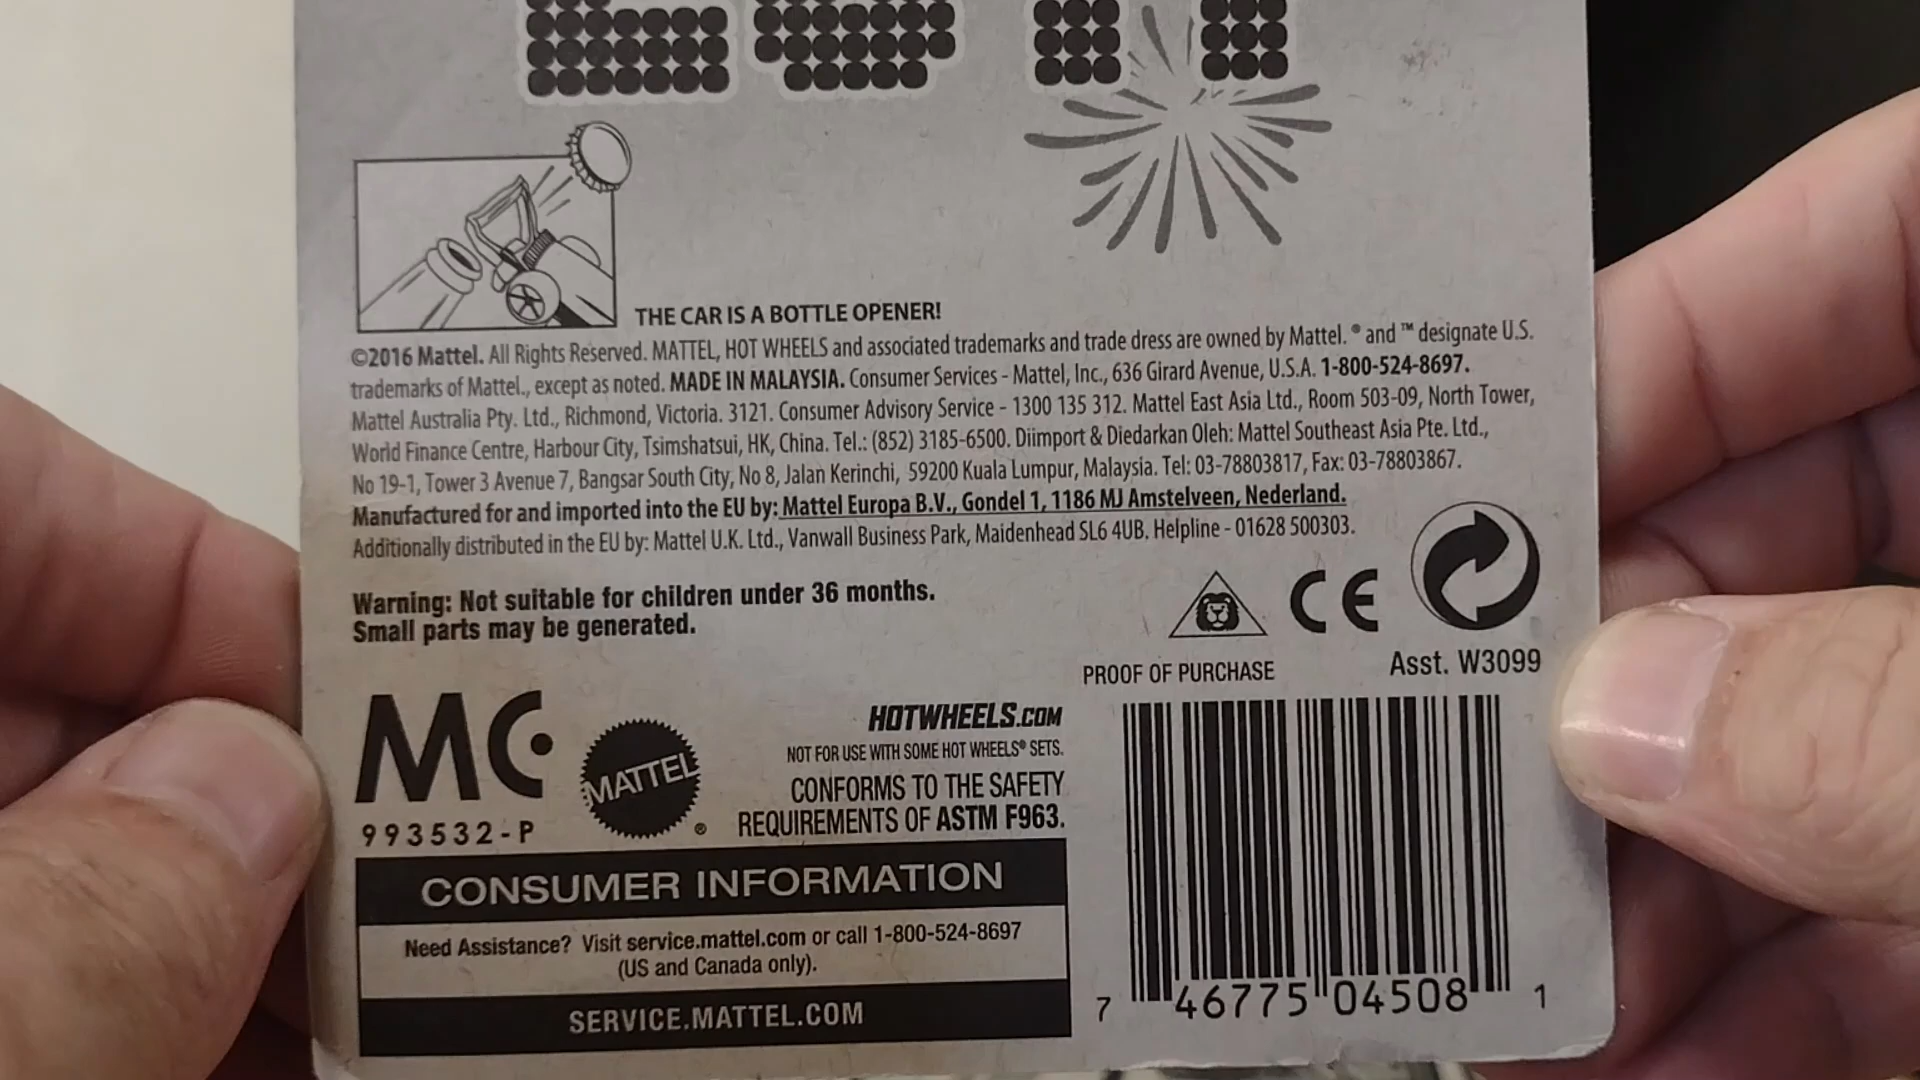 THE CAR IS A BOTTLE OPENER!
©2016 Mattel. All Rights Reserved. MATTEL, HOT WHEELS and associated trademarks and trade dress are owned by Mattel. ® and ™ designate U.S.
trademarks of Mattel., except as noted. MADE IN MALAYSIA. Consumer Services - Mattel, Inc., 636 Girard Avenue, U.S.A. 1-800-524-8697.
Mattel Australia Pty. Ltd., Richmond, Victoria. 3121. Consumer Advisory Service - 1300 135 312. Mattel East Asia Ltd., Room 503-09, North Tower,
World Finance Centre, Harbour City, Tsimshatsui, HK, China. Tel.: (852) 3185-6500. Diimport & Diedarkan Oleh: Mattel Southeast Asia Pte. Ltd.,
No 19-1, Tower 3 Avenue 7, Bangsar South City, No 8, Jalan Kerinchi, 59200 Kuala Lumpur, Malaysia. Tel: 03-78803817, Fax: 03-78803867.
Manufactured for and imported into the EU by: Mattel Europa B.V., Gondel 1, 1186 MJ Amstelveen, Nederland.
Additionally distributed in the EU by: Mattel U.K. Ltd., Vanwall Business Park, Maidenhead SL6 4UB. Helpline - 01628 500303.
Warning: Not suitable for children under 36 months.
Small parts may be generated.
CE
PROOF OF PURCHASE
Asst. W3099
MC
993532-P
MATTEL ®
HOTWHEELS.COM
NOT FOR USE WITH SOME HOT WHEELS® SETS.
CONFORMS TO THE SAFETY
REQUIREMENTS OF ASTM F963.
CONSUMER INFORMATION
Need Assistance? Visit service.mattel.com or call 1-800-524-8697
(US and Canada only).
SERVICE.MATTEL.COM
7 46775 04508 1